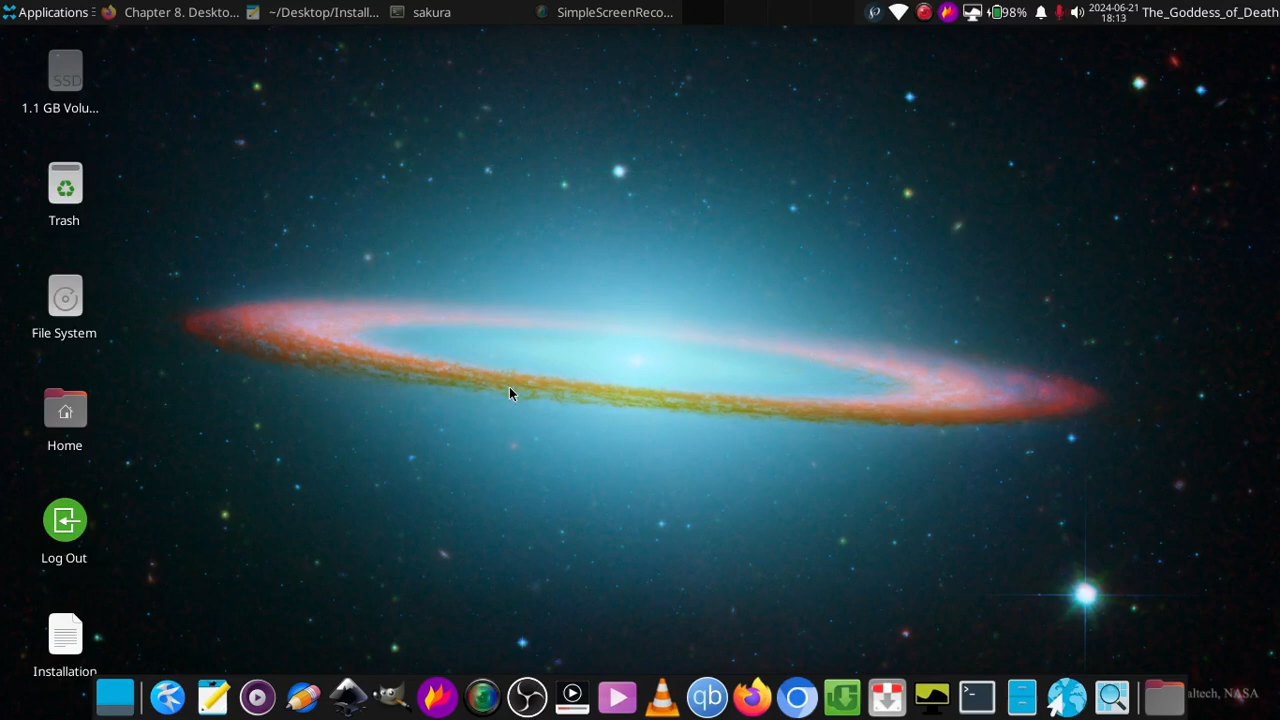 Applications
Chapter 8. Deskto...
~/Desktop/Install...
sakura
SimpleScreenReco...
98%
2024-06-21
18:13
The_Goddess_of_Death
SSD
1.1 GB Volu...
Trash
File System
Home
Log Out
Installation
qb
>_
altech, NASA